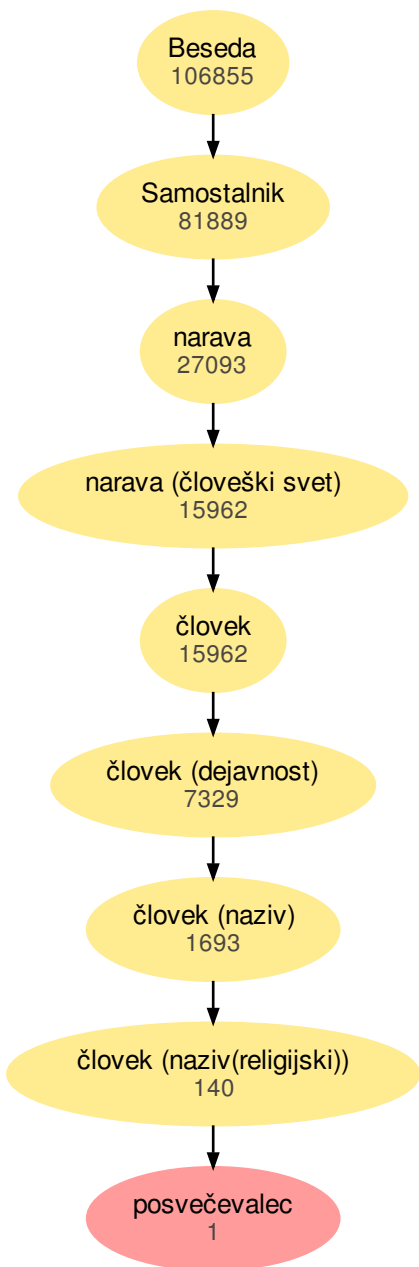 Beseda
106855
Samostalnik
81889
narava
27093
narava (človeški svet)
15962
človek
15962
človek (dejavnost)
7329
človek (naziv)
1693
človek (naziv(religijski))
140
posvečevalec
1